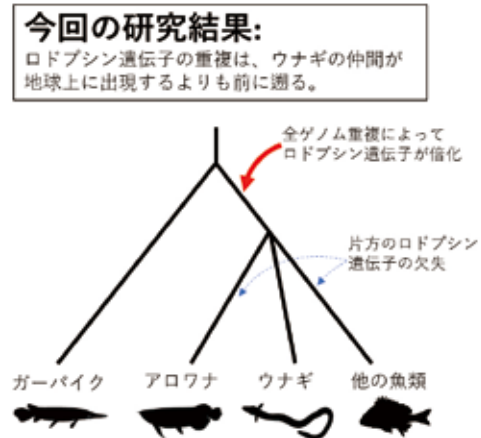 今回の研究結果:
ロドプシン遺伝子の重複は、ウナギの仲間が
地球上に出現するよりも前に遡る。
全ゲノム重複によって
ロドプシン遺伝子が倍化
片方のロドプシン
遺伝子の欠失
ガーパイク
アロワナ
ウナギ
他の魚類